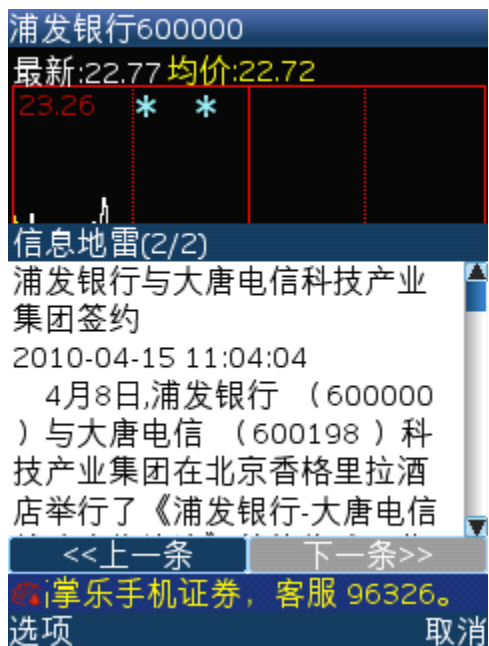 浦发银行600000
最新:22.77均价:22.72
23.26
信息地雷(2/2)
浦发银行与大唐电信科技产业
集团签约
2010-04-15 11:04:04
4月8日,浦发银行 （600000
）与大唐电信 （600198 ）科
技产业集团在北京香格里拉酒
店举行了《浦发银行-大唐电信
<<上一条 下一条>>
i掌乐手机证券，客服 96326。
选项 取消